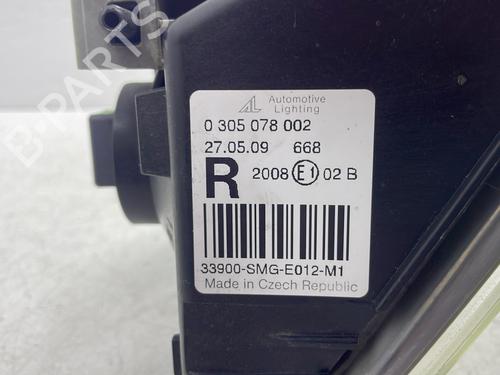 B-PARTS
AL Automotive
Lighting
0 305 078 002
27.05.09 668
R 2008 E1 02 B
33900-SMG-E012-M1
Made in Czech Republic